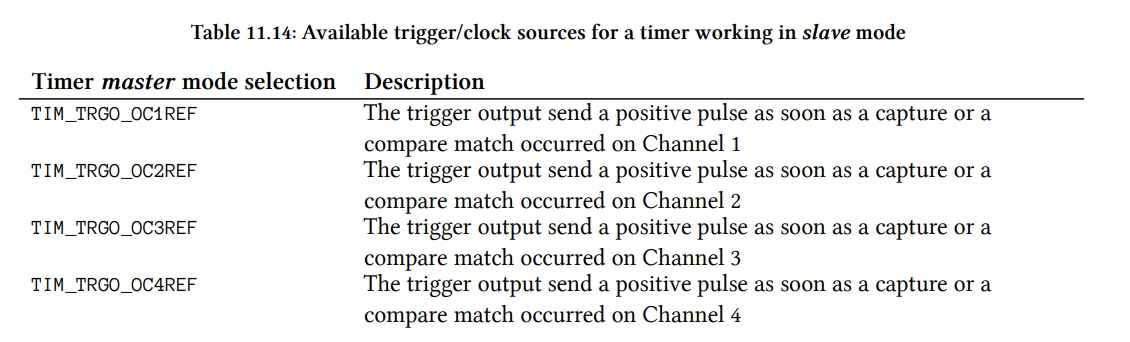 Table 11.14: Available trigger/clock sources for a timer working in slave mode
Timer master mode selection Description
TIM_TRGO_OC1REF The trigger output send a positive pulse as soon as a capture or a
compare match occurred on Channel 1
TIM_TRGO_OC2REF The trigger output send a positive pulse as soon as a capture or a
compare match occurred on Channel 2
TIM_TRGO_OC3REF The trigger output send a positive pulse as soon as a capture or a
compare match occurred on Channel 3
TIM_TRGO_OC4REF The trigger output send a positive pulse as soon as a capture or a
compare match occurred on Channel 4